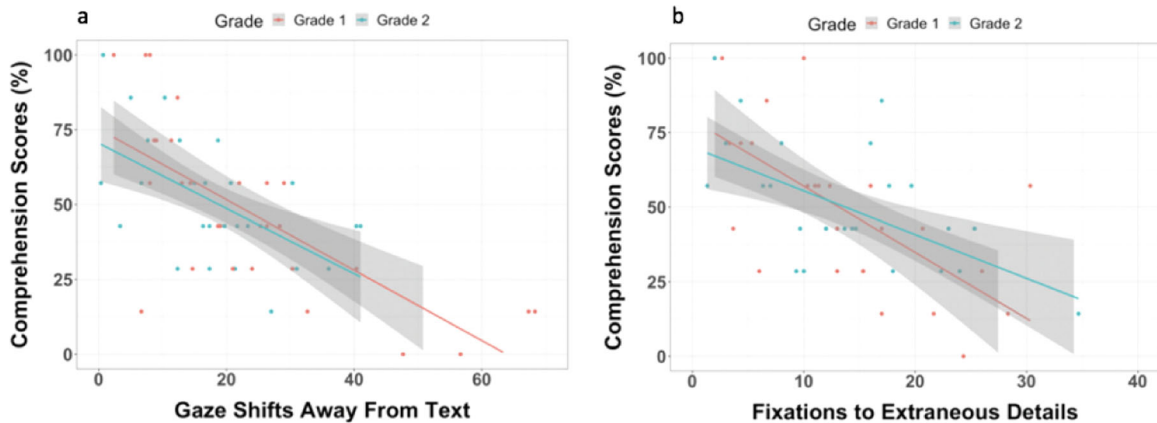 a
Grade Grade 1 Grade 2
Comprehension Scores (%)
100
75
50
25
0
0 20 40 60
Gaze Shifts Away From Text
b
Grade Grade 1 Grade 2
Comprehension Scores (%)
100
75
50
25
0
0 10 20 30 40
Fixations to Extraneous Details